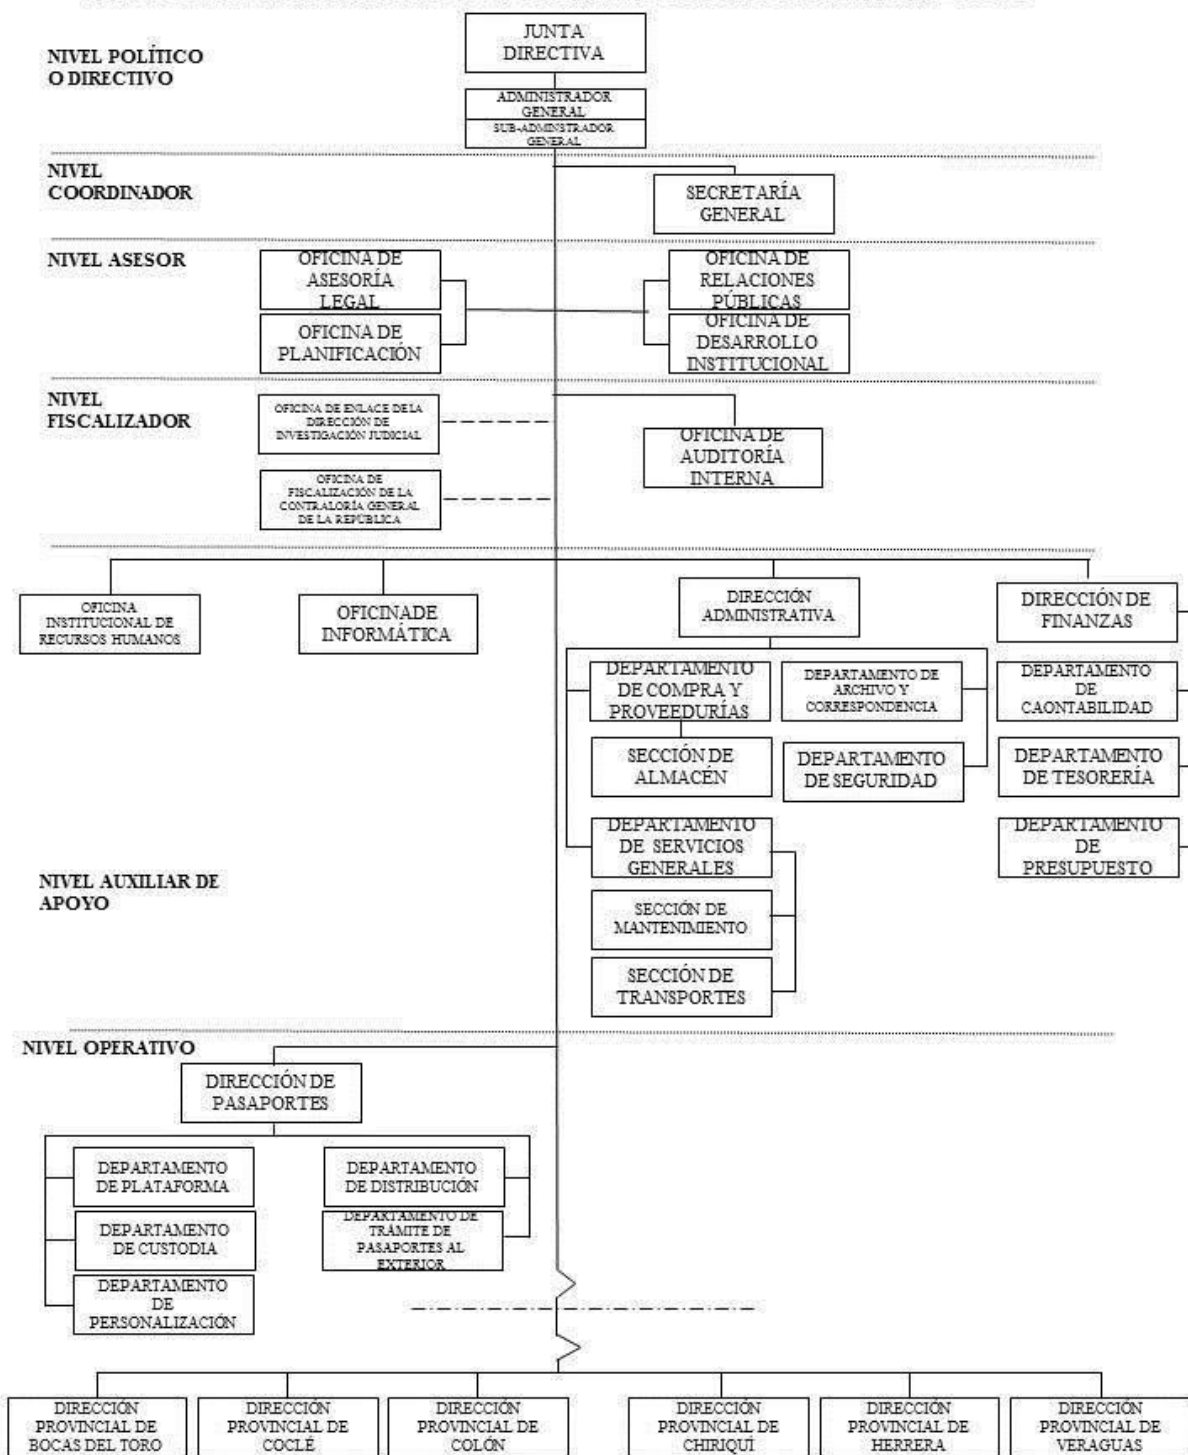 NIVEL POLÍTICO
O DIRECTIVO
JUNTA
DIRECTIVA
ADMINISTRADOR
GENERAL
SUB-ADMINSTRADOR
GENERAL
NIVEL
COORDINADOR
SECRETARÍA
GENERAL
NIVEL ASESOR
OFICINA DE
ASESORÍA
LEGAL
OFICINA DE
RELACIONES
PÚBLICAS
OFICINA DE
PLANIFICACIÓN
OFICINA DE
DESARROLLO
INSTITUCIONAL
NIVEL
FISCALIZADOR
OFICINA DE ENLACE DE LA
DIRECCIÓN DE
INVESTIGACIÓN JUDICIAL
OFICINA DE
AUDITORÍA
INTERNA
OFICINA DE
FISCALIZACIÓN DE LA
CONTRALORÍA GENERAL
DE LA REPÚBLICA
OFICINA
INSTITUCIONAL DE
RECURSOS HUMANOS
OFICINADE
INFORMÁTICA
DIRECCIÓN
ADMINISTRATIVA
DIRECCIÓN DE
FINANZAS
DEPARTAMENTO
DE COMPRA Y
PROVEEDURÍAS
DEPARTAMENTO DE
ARCHIVO Y
CORRESPONDENCIA
DEPARTAMENTO
DE
CAONTABILIDAD
SECCIÓN DE
ALMACÉN
DEPARTAMENTO
DE SEGURIDAD
DEPARTAMENTO
DE TESORERÍA
DEPARTAMENTO
DE SERVICIOS
GENERALES
DEPARTAMENTO
DE
PRESUPUESTO
NIVEL AUXILIAR DE
APOYO
SECCIÓN DE
MANTENIMIENTO
SECCIÓN DE
TRANSPORTES
NIVEL OPERATIVO
DIRECCIÓN DE
PASAPORTES
DEPARTAMENTO
DE PLATAFORMA
DEPARTAMENTO
DE DISTRIBUCIÓN
DEPARTAMENTO
DE CUSTODIA
DEPARTAMENTO DE
TRÁMITE DE
PASAPORTES AL
EXTERIOR
DEPARTAMENTO
DE
PERSONALIZACIÓN
DIRECCIÓN
PROVINCIAL DE
BOCAS DEL TORO
DIRECCIÓN
PROVINCIAL DE
COCLÉ
DIRECCIÓN
PROVINCIAL DE
COLÓN
DIRECCIÓN
PROVINCIAL DE
CHIRIQUÍ
DIRECCIÓN
PROVINCIAL DE
HERRERA
DIRECCIÓN
PROVINCIAL DE
VERAGUAS